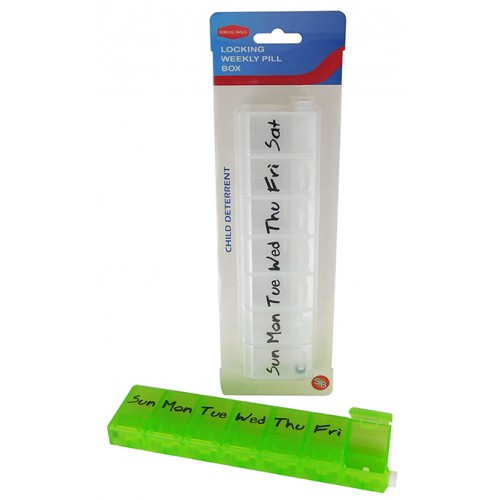 LOCKING
WEEKLY PILL
BOX
CHILD DETERRENT
Sun Mon Tue Wed Thu Fri Sat
SB
Sun Mon Tue Wed Thu Fri